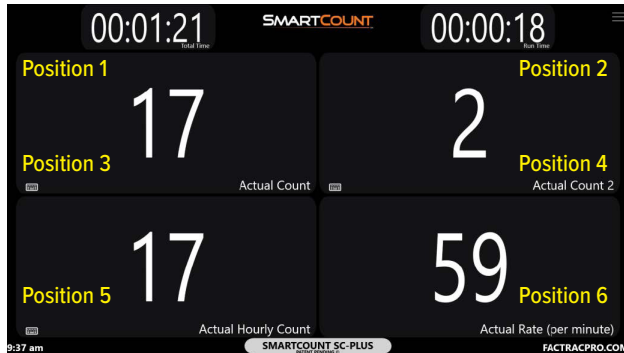 00:01:21
Total Time
SMARTCOUNT
00:00:18
Run Time
Position 1
Position 2
17
2
Position 3
Position 4
Actual Count
Actual Count 2
17
59
Position 5
Position 6
Actual Hourly Count
Actual Rate (per minute)
9:37 am
SMARTCOUNT SC-PLUS
PATENT PENDING ©
FACTRACPRO.COM